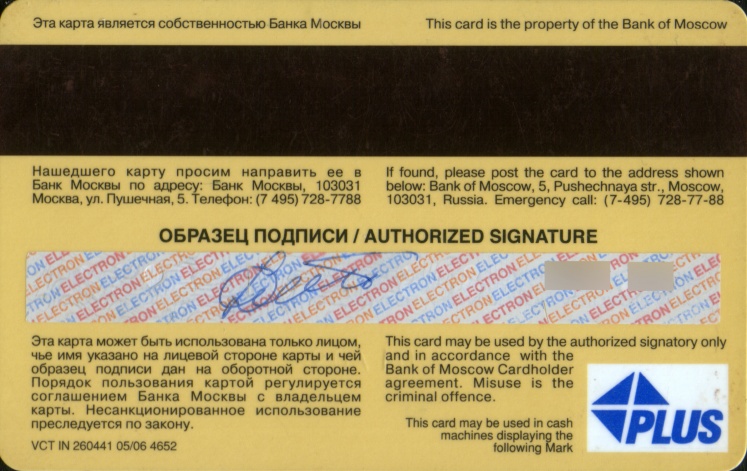 Эта карта является собственностью Банка Москвы
This card is the property of the Bank of Moscow
Нашедшего карту просим направить ее в
Банк Москвы по адресу: Банк Москвы, 103031
Москва, ул. Пушечная, 5. Телефон: (7 495) 728-7788
If found, please post the card to the address shown
below: Bank of Moscow, 5, Pushechnaya str., Moscow,
103031, Russia. Emergency call: (7-495) 728-77-88
ОБРАЗЕЦ ПОДПИСИ / AUTHORIZED SIGNATURE
ELECTRON ELECTRON ELECTRON ELECTRON ELECTRON ELECTRON
Эта карта может быть использована только лицом,
чье имя указано на лицевой стороне карты и чей
образец подписи дан на оборотной стороне.
Порядок пользования картой регулируется
соглашением Банка Москвы с владельцем
карты. Несанкционированное использование
преследуется по закону.
VCT IN 260441 05/06 4652
This card may be used by the authorized signatory only
and in accordance with the
Bank of Moscow Cardholder
agreement. Misuse is the
criminal offence.
This card may be used in cash
machines displaying the
following Mark
PLUS